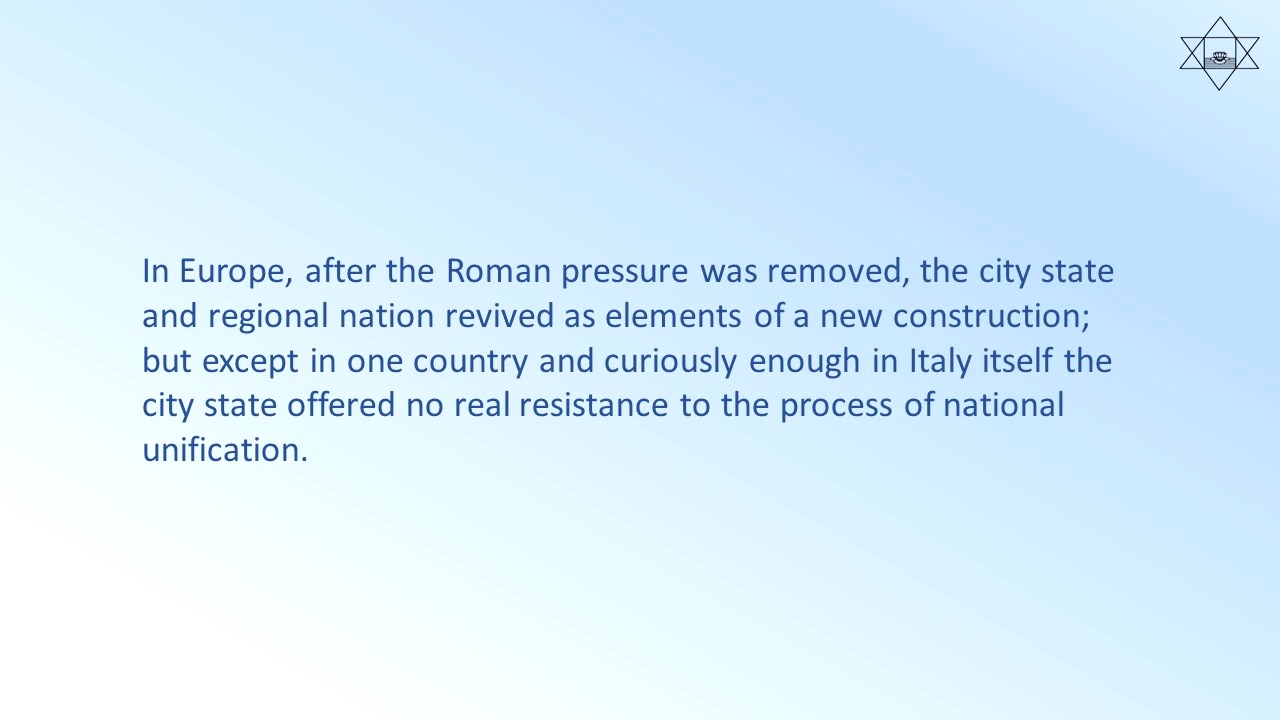 In Europe, after the Roman pressure was removed, the city state
and regional nation revived as elements of a new construction;
but except in one country and curiously enough in Italy itself the
city state offered no real resistance to the process of national
unification.